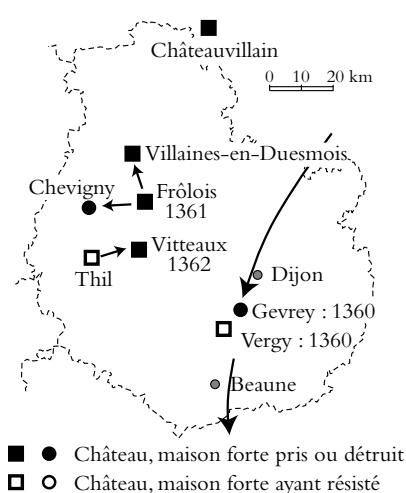 Châteauvillain
0 10 20 km
Villaines-en-Duesmois
Chevigny
Frôlois
1361
Vitteaux
1362
Thil
Dijon
Gevrey : 1360
Vergy : 1360
Beaune
Château, maison forte pris ou détruit
Château, maison forte ayant résisté